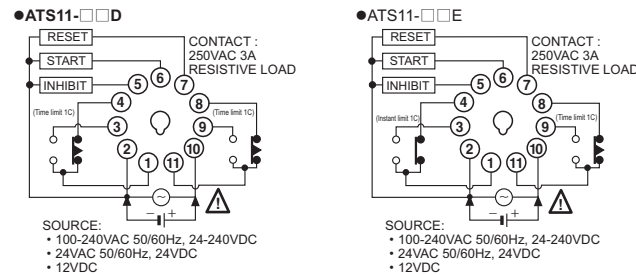 ●ATS11-□□D
RESET
START
INHIBIT
CONTACT :
250VAC 3A
RESISTIVE LOAD
(Time limit 1C)
(Time limit 1C)
1
2
3
4
5
6
7
8
9
10
11
~
− +
!
SOURCE:
• 100-240VAC 50/60Hz, 24-240VDC
• 24VAC 50/60Hz, 24VDC
• 12VDC
●ATS11-□□E
RESET
START
INHIBIT
CONTACT :
250VAC 3A
RESISTIVE LOAD
(Instant limit 1C)
(Time limit 1C)
1
2
3
4
5
6
7
8
9
10
11
~
− +
!
SOURCE:
• 100-240VAC 50/60Hz, 24-240VDC
• 24VAC 50/60Hz, 24VDC
• 12VDC